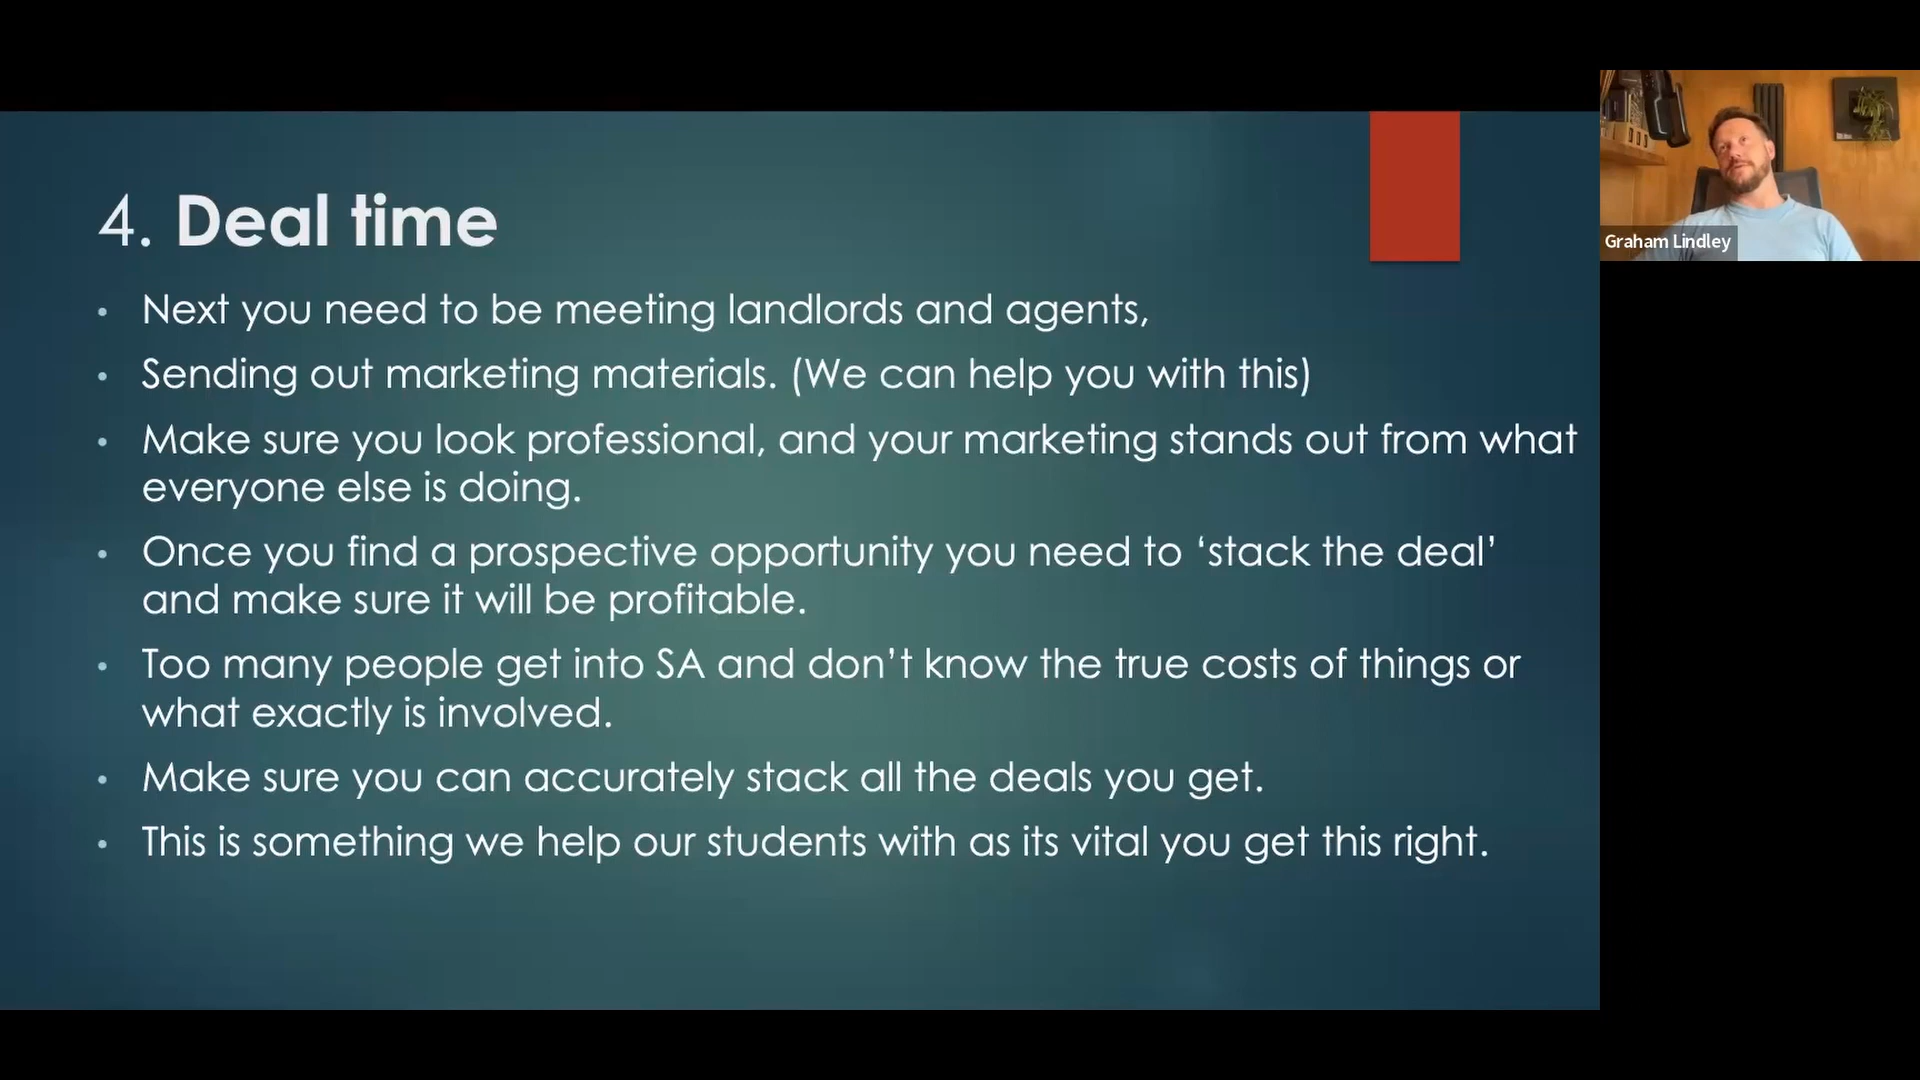 4. Deal time
• Next you need to be meeting landlords and agents,
• Sending out marketing materials. (We can help you with this)
• Make sure you look professional, and your marketing stands out from what
everyone else is doing.
• Once you find a prospective opportunity you need to ‘stack the deal’
and make sure it will be profitable.
• Too many people get into SA and don’t know the true costs of things or
what exactly is involved.
• Make sure you can accurately stack all the deals you get.
• This is something we help our students with as its vital you get this right.
Graham Lindley